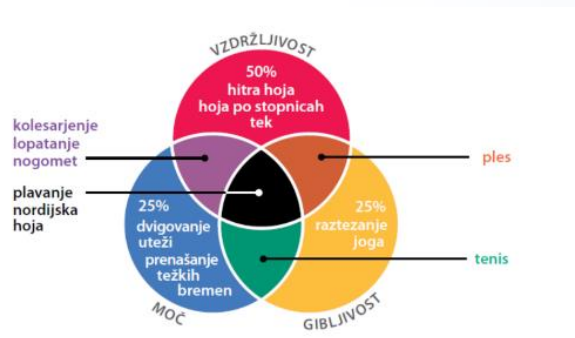 VZDRŽLJIVOST
50%
hitra hoja
hoja po stopnicah
tek
kolesarjenje
lopatanje
nogomet
ples
plavanje
nordijska
hoja
25%
dvigovanje
uteži
prenašanje
težkih
bremen
25%
raztezanje
joga
tenis
MOČ
GIBLJIVOST